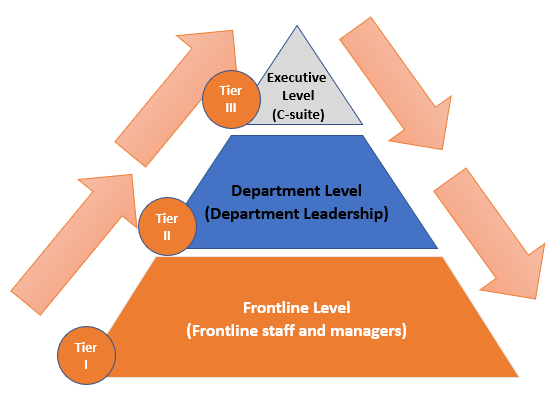 Tier
III
Executive
Level
(C-suite)
Department Level
(Department Leadership)
Tier
II
Frontline Level
(Frontline staff and managers)
Tier
I